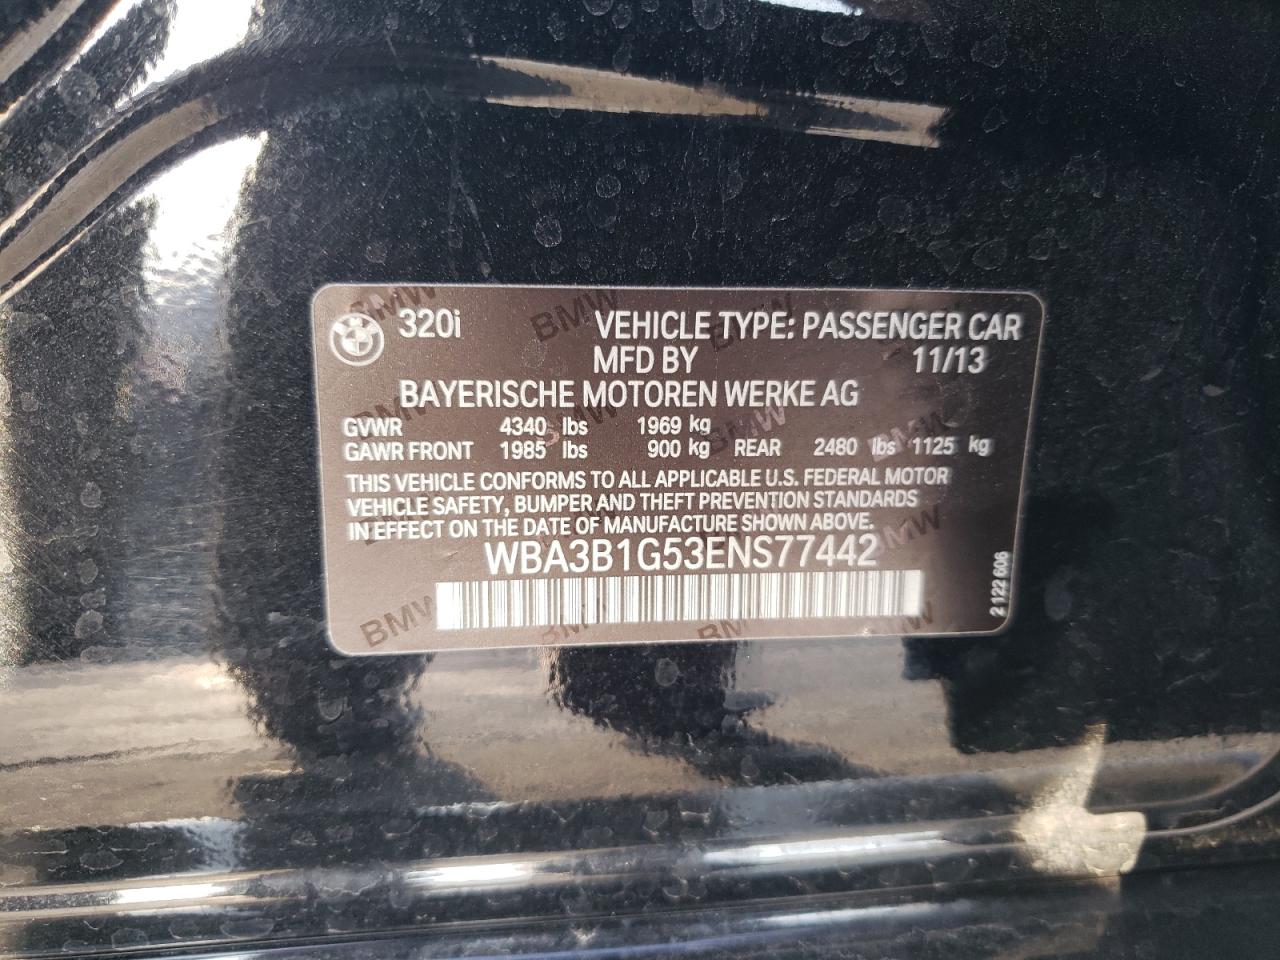 320i VEHICLE TYPE: PASSENGER CAR
MFD BY 11/13
BAYERISCHE MOTOREN WERKE AG
GVWR 4340 lbs 1969 kg
GAWR FRONT 1985 lbs 900 kg REAR 2480 lbs 1125 kg
THIS VEHICLE CONFORMS TO ALL APPLICABLE U.S. FEDERAL MOTOR
VEHICLE SAFETY, BUMPER AND THEFT PREVENTION STANDARDS
IN EFFECT ON THE DATE OF MANUFACTURE SHOWN ABOVE.
WBA3B1G53ENS77442
2 122 606